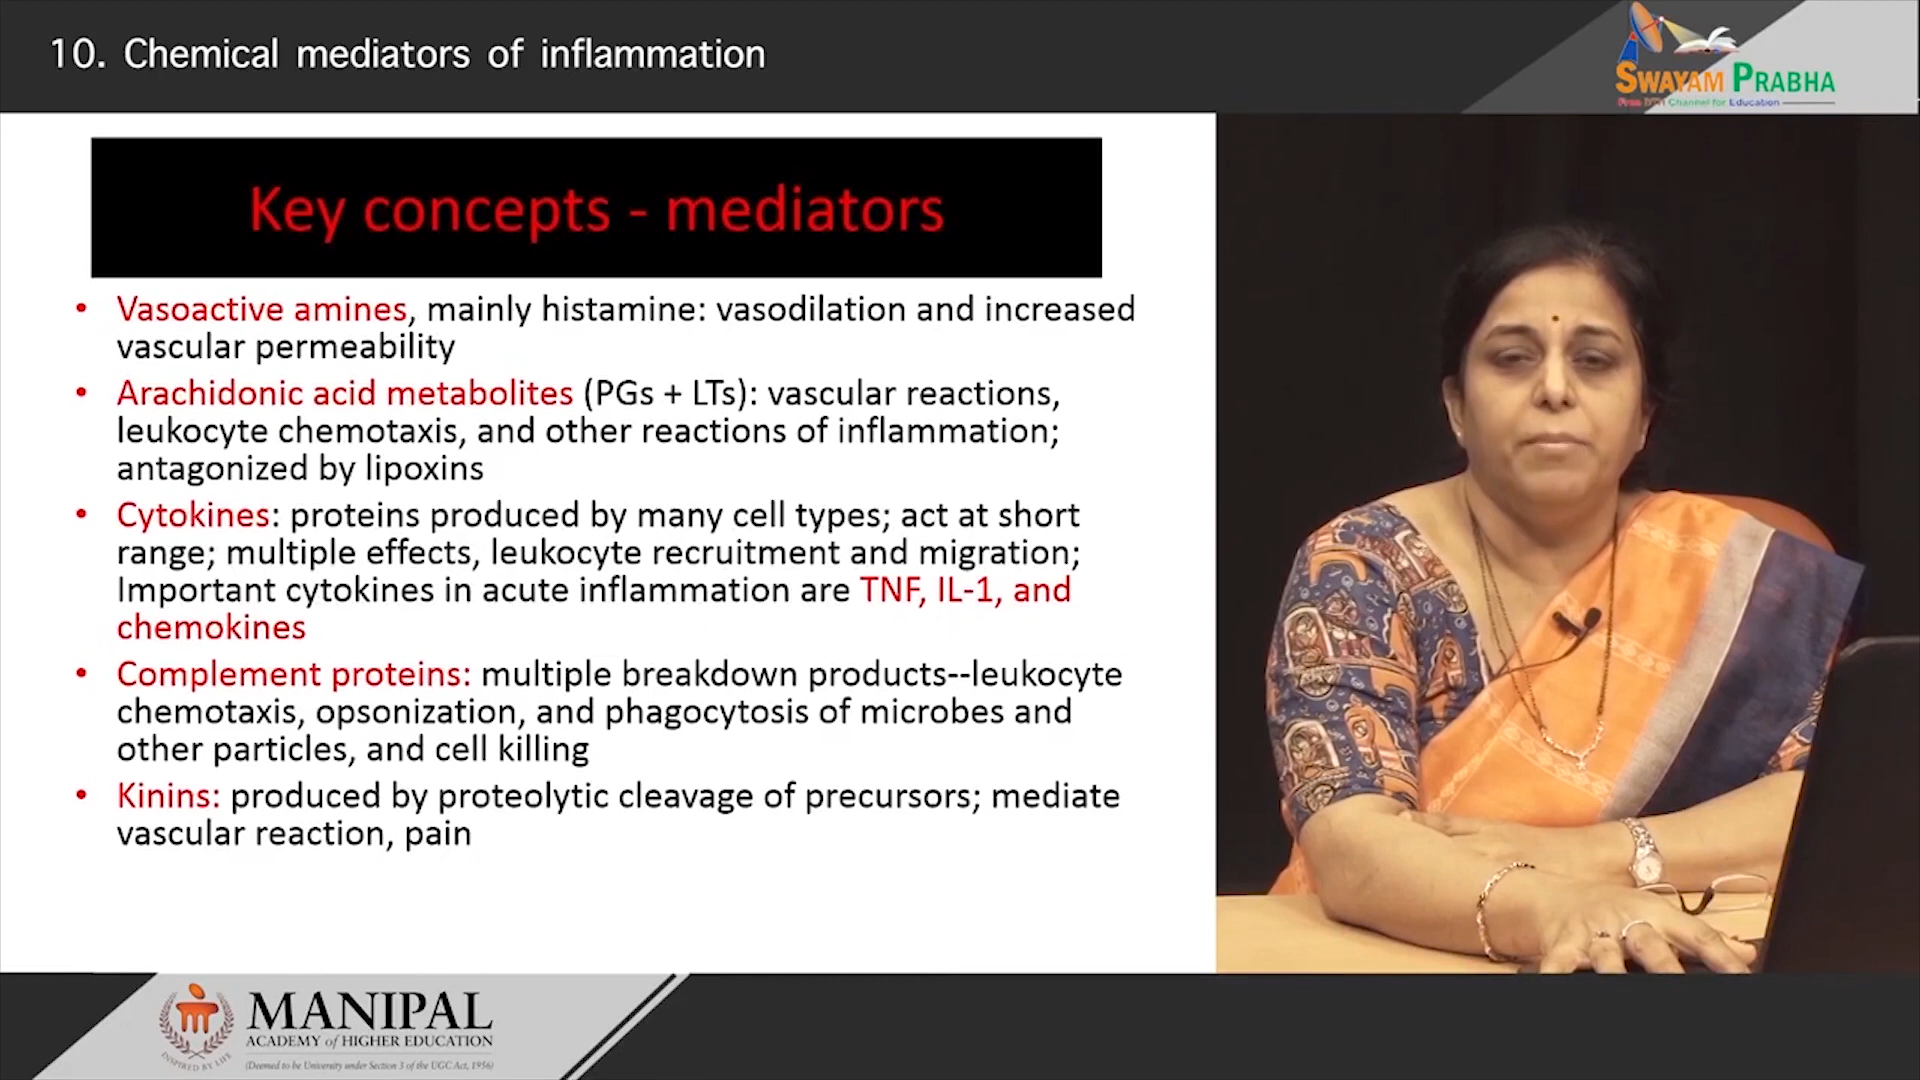 10. Chemical mediators of inflammation
SWAYAM PRABHA
Free DTH Channel for Education
Key concepts - mediators
• Vasoactive amines, mainly histamine: vasodilation and increased
vascular permeability
• Arachidonic acid metabolites (PGs + LTs): vascular reactions,
leukocyte chemotaxis, and other reactions of inflammation;
antagonized by lipoxins
• Cytokines: proteins produced by many cell types; act at short
range; multiple effects, leukocyte recruitment and migration;
Important cytokines in acute inflammation are TNF, IL-1, and
chemokines
• Complement proteins: multiple breakdown products--leukocyte
chemotaxis, opsonization, and phagocytosis of microbes and
other particles, and cell killing
• Kinins: produced by proteolytic cleavage of precursors; mediate
vascular reaction, pain
INSPIRED BY LIFE
MANIPAL
ACADEMY of HIGHER EDUCATION
(Deemed to be University under Section 3 of the UGC Act, 1956)